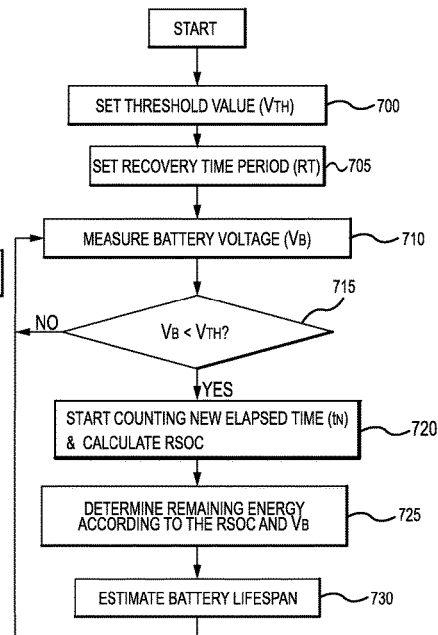 START
SET THRESHOLD VALUE (VTH)
700
SET RECOVERY TIME PERIOD (RT)
705
MEASURE BATTERY VOLTAGE (VB)
710
715
VB < VTH?
NO
YES
START COUNTING NEW ELAPSED TIME (tN)
& CALCULATE RSOC
720
DETERMINE REMAINING ENERGY
ACCORDING TO THE RSOC AND VB
725
ESTIMATE BATTERY LIFESPAN
730